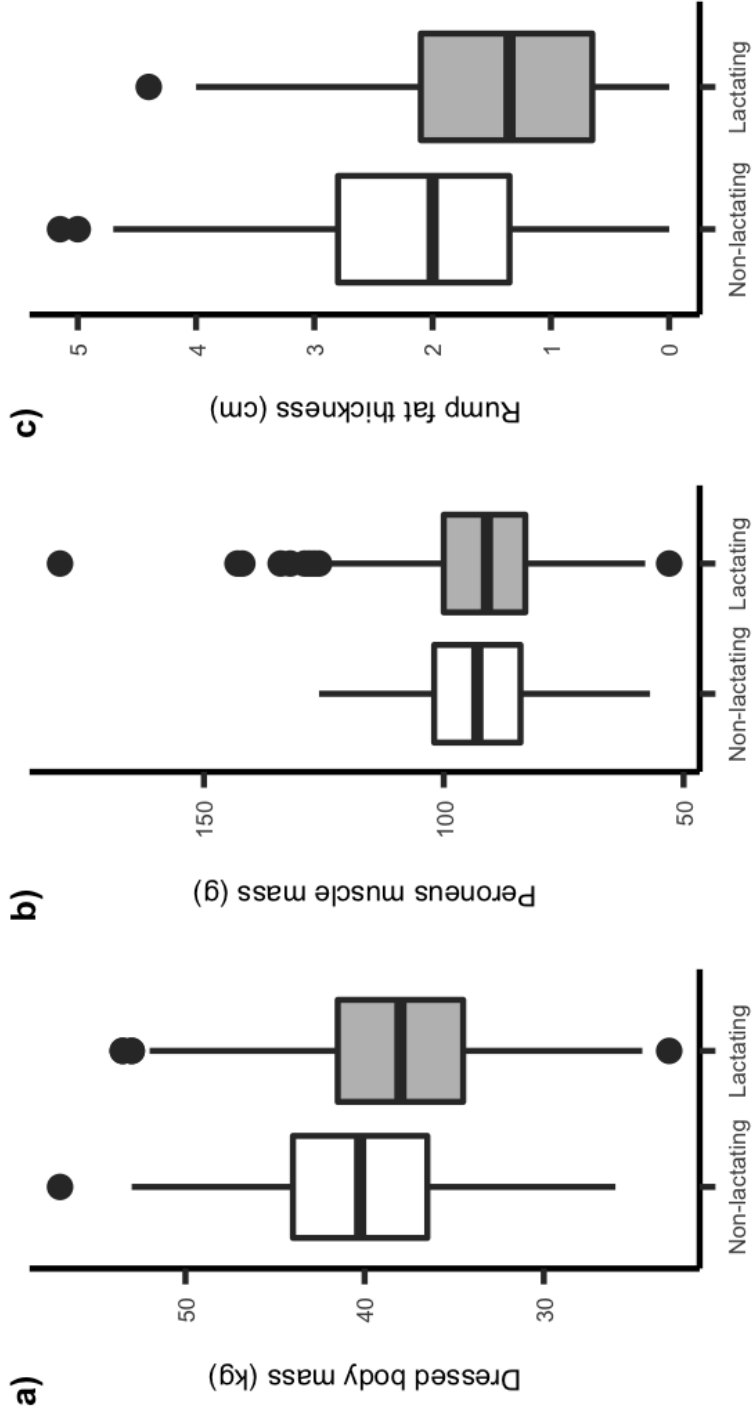 a)
Dressed body mass (kg)
50
40
30
Non-lactating
Lactating
b)
Peroneus muscle mass (g)
150
100
50
Non-lactating
Lactating
c)
Rump fat thickness (cm)
5
4
3
2
1
0
Non-lactating
Lactating